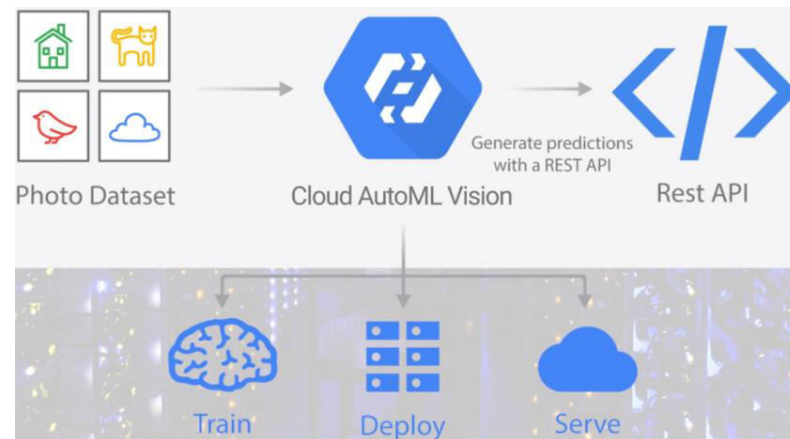 Generate predictions
with a REST API
Photo Dataset
Cloud AutoML Vision
Rest API
Train
Deploy
Serve